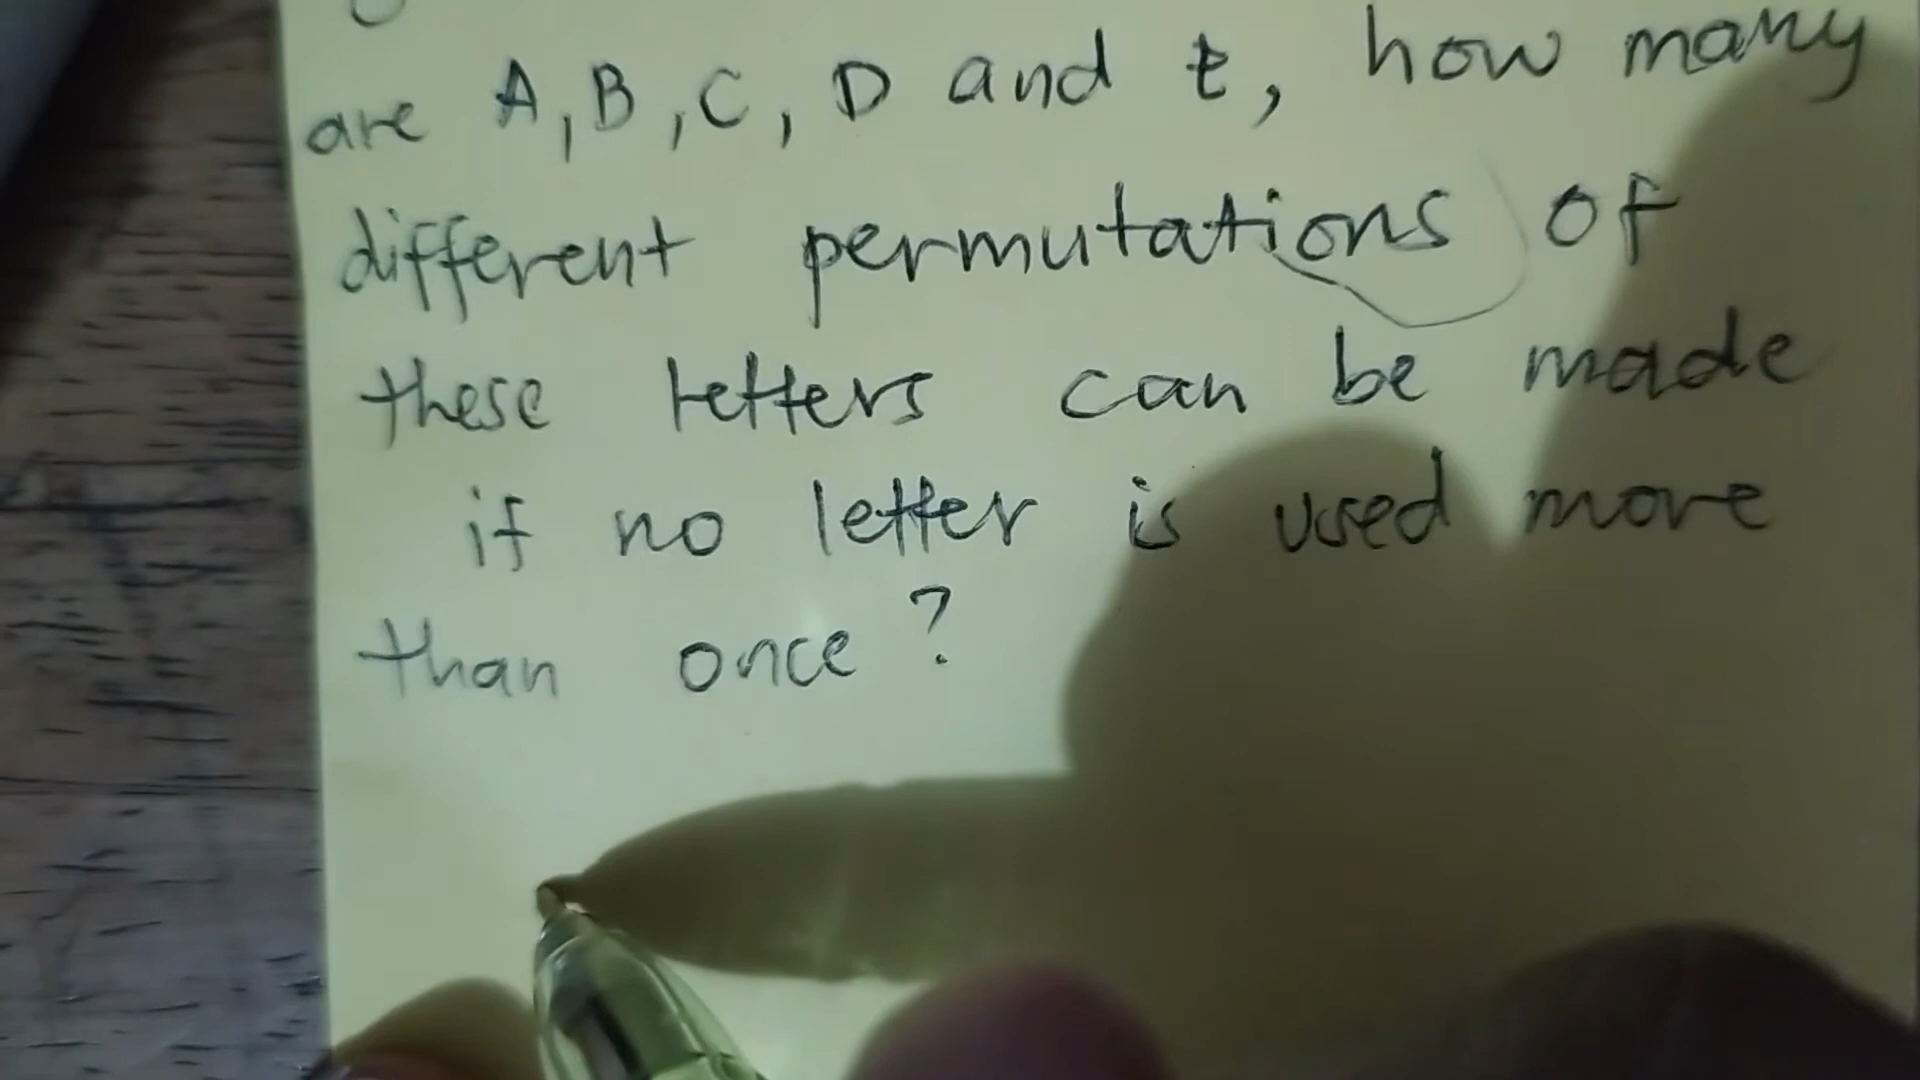 are A, B, C, D and t, how many
different permutations of
these letters can be made
if no letter is used more
than once?